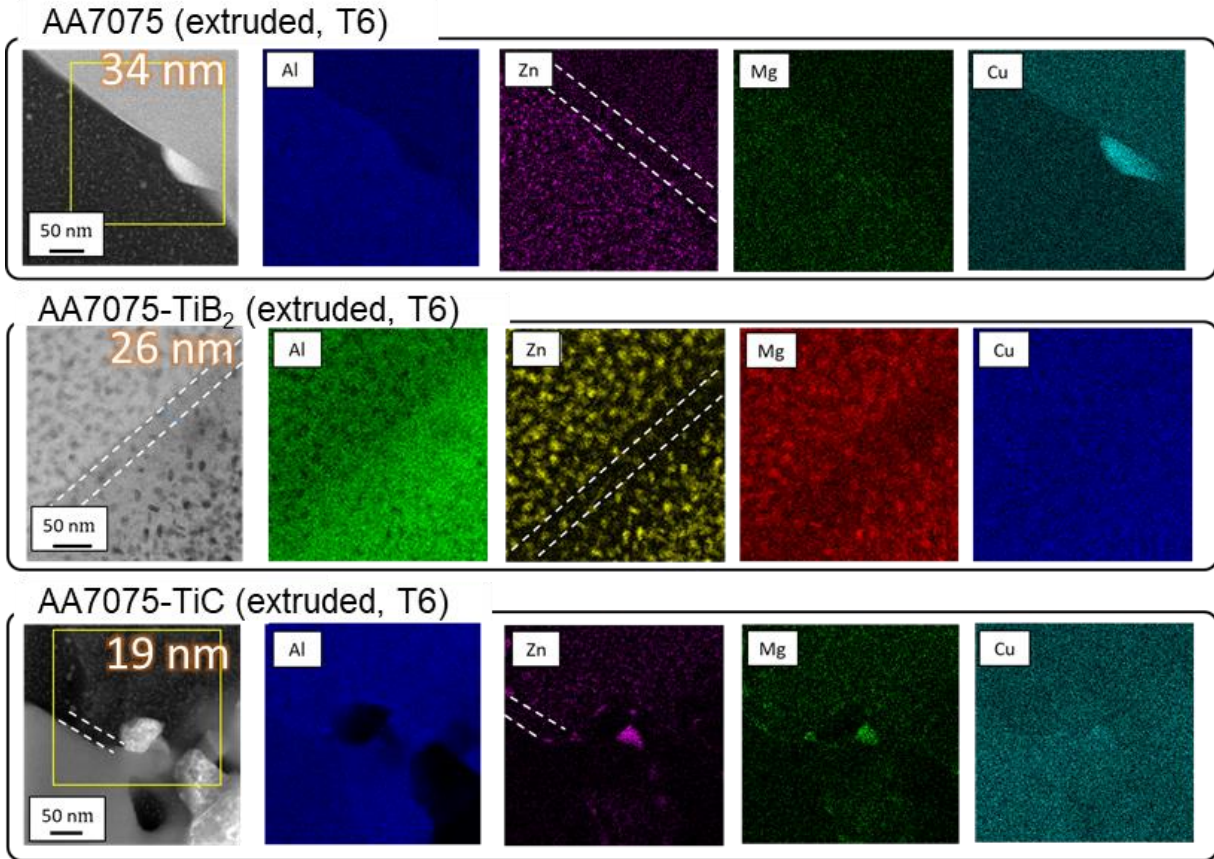 AA7075 (extruded, T6)
34 nm
Al
Zn
Mg
Cu
50 nm
AA7075-TiB₂ (extruded, T6)
26 nm
Al
Zn
Mg
Cu
50 nm
AA7075-TiC (extruded, T6)
19 nm
Al
Zn
Mg
Cu
50 nm